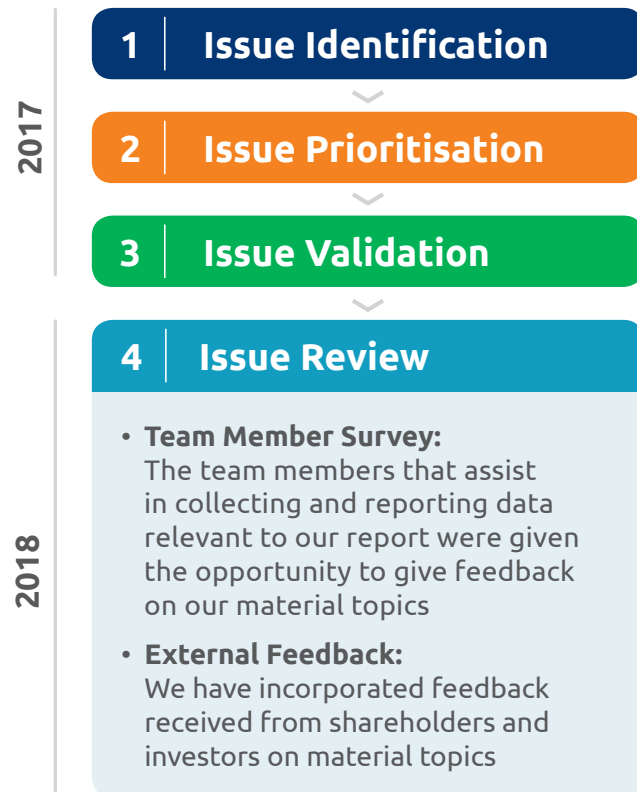 2017
1 Issue Identification
2 Issue Prioritisation
3 Issue Validation
2018
4 Issue Review
• Team Member Survey:
The team members that assist
in collecting and reporting data
relevant to our report were given
the opportunity to give feedback
on our material topics
• External Feedback:
We have incorporated feedback
received from shareholders and
investors on material topics